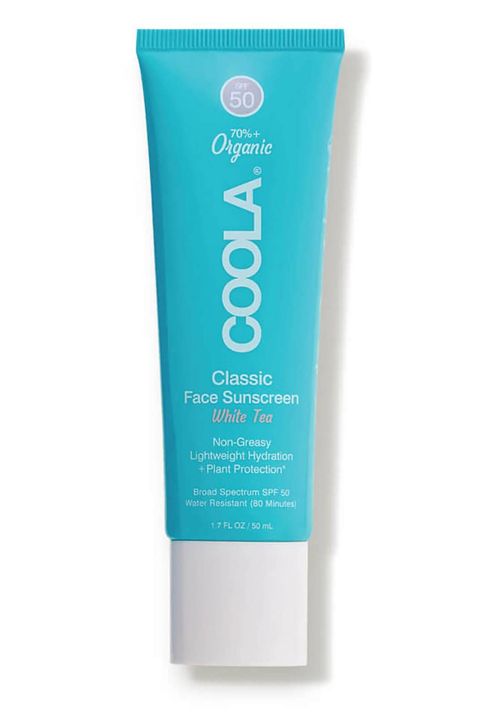 SPF
50
70%+
Organic
COOLA®
Classic
Face Sunscreen
White Tea
Non-Greasy
Lightweight Hydration
+ Plant Protection*
Broad Spectrum SPF 50
Water Resistant (80 Minutes)
1.7 FL OZ / 50 mL